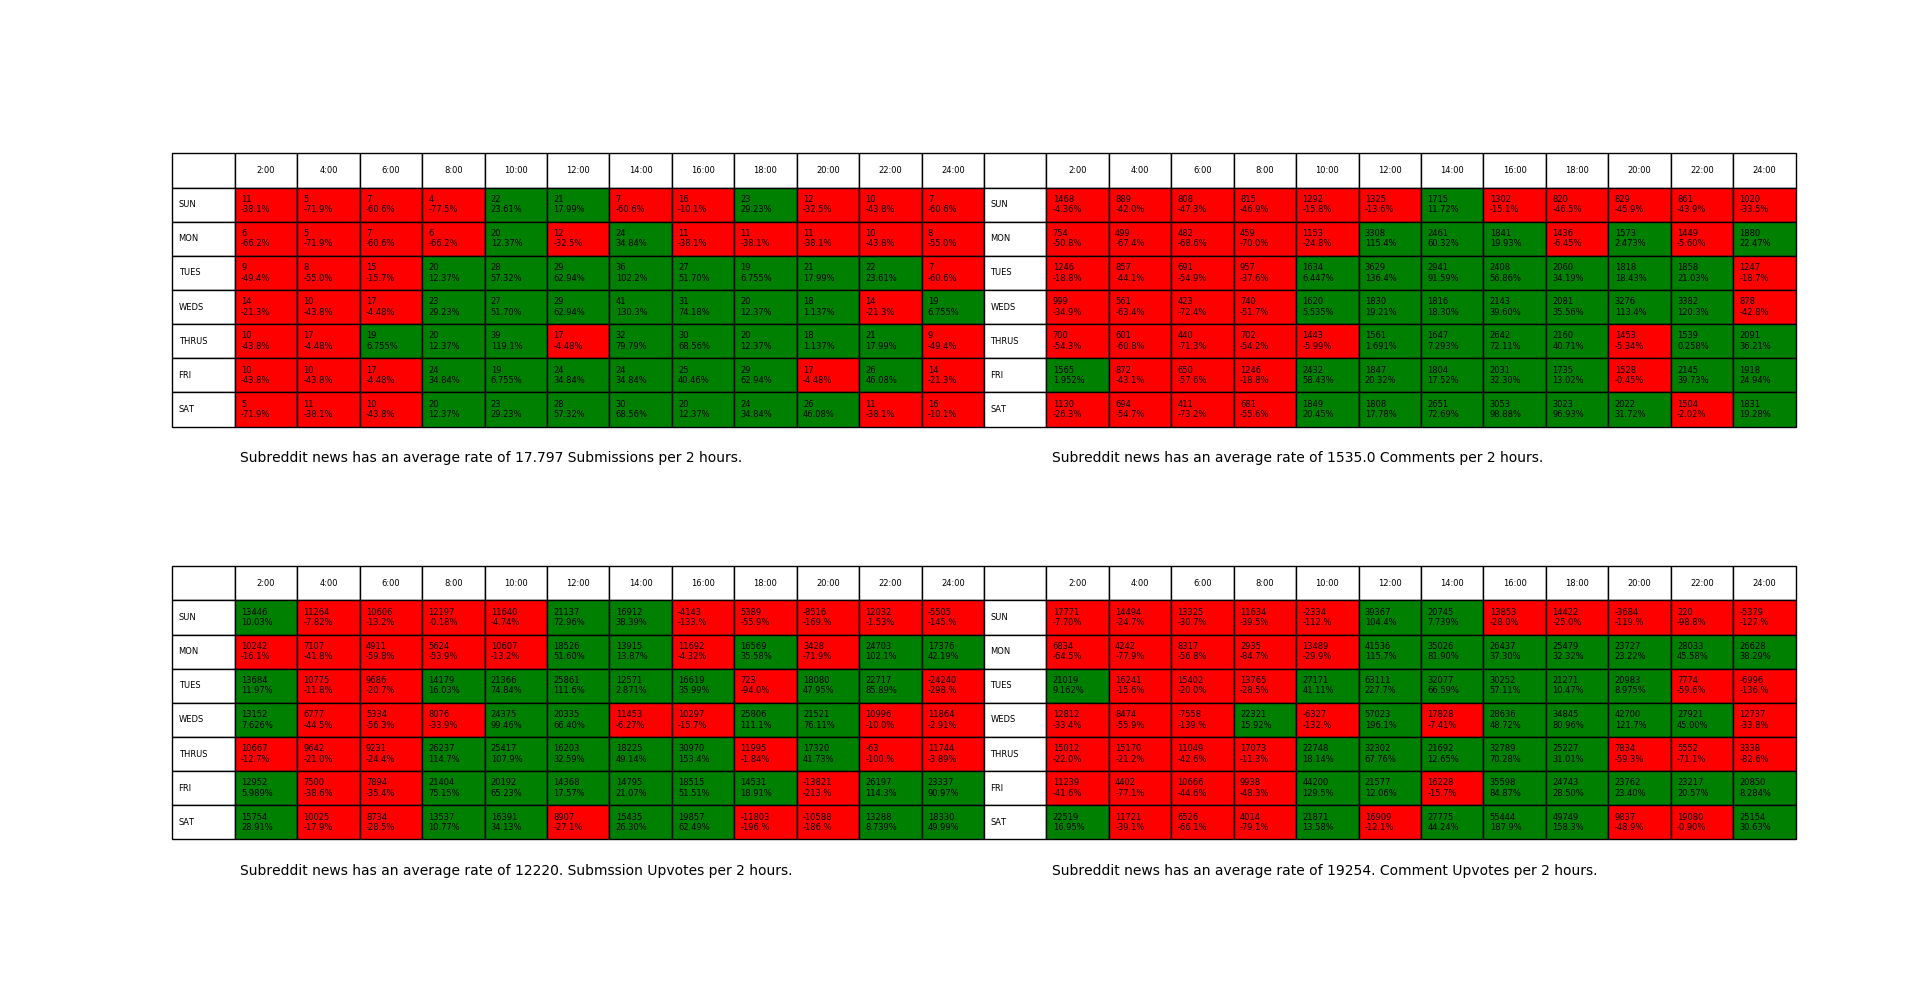 2:00 4:00 6:00 8:00 10:00 12:00 14:00 16:00 18:00 20:00 22:00 24:00
SUN 11 5 7 4 22 21 7 16 23 12 10 7
-38.1% -71.9% -60.6% -77.5% 23.61% 17.99% -60.6% -10.1% 29.23% -32.5% -43.8% -60.6%
MON 6 5 7 6 20 12 24 11 11 11 10 8
-66.2% -71.9% -60.6% -66.2% 12.37% -32.5% 34.84% -38.1% -38.1% -38.1% -43.8% -55.0%
TUES 9 8 15 20 28 29 36 27 19 21 22 7
-49.4% -55.0% -15.7% 12.37% 57.32% 62.94% 102.2% 51.70% 6.755% 17.99% 23.61% -60.6%
WEDS 14 10 17 23 27 29 41 31 20 18 14 19
-21.3% -43.8% -4.48% 29.23% 51.70% 62.94% 130.3% 74.18% 12.37% 1.137% -21.3% 6.755%
THRUS 10 17 19 20 39 17 32 30 20 18 21 9
-43.8% -4.48% 6.755% 12.37% 119.1% -4.48% 79.79% 68.56% 12.37% 1.137% 17.99% -49.4%
FRI 10 10 17 24 19 24 24 25 29 17 26 14
-43.8% -43.8% -4.48% 34.84% 6.755% 34.84% 34.84% 40.46% 62.94% -4.48% 46.08% -21.3%
SAT 5 11 10 20 23 28 30 20 24 26 11 16
-71.9% -38.1% -43.8% 12.37% 29.23% 57.32% 68.56% 12.37% 34.84% 46.08% -38.1% -10.1%
Subreddit news has an average rate of 17.797 Submissions per 2 hours.
2:00 4:00 6:00 8:00 10:00 12:00 14:00 16:00 18:00 20:00 22:00 24:00
SUN 1468 889 808 815 1292 1325 1715 1302 820 829 861 1020
-4.36% -42.0% -47.3% -46.9% -15.8% -13.6% 11.72% -15.1% -46.5% -45.9% -43.9% -33.5%
MON 754 499 482 459 1153 3308 2461 1841 1436 1573 1449 1880
-50.8% -67.4% -68.6% -70.0% -24.8% 115.4% 60.32% 19.93% -6.45% 2.473% -5.60% 22.47%
TUES 1246 857 691 957 1634 3629 2941 2408 2060 1818 1858 1247
-18.8% -44.1% -54.9% -37.6% 6.447% 136.4% 91.59% 56.86% 34.19% 18.43% 21.03% -18.7%
WEDS 999 561 423 740 1620 1830 1816 2143 2081 3276 3382 878
-34.9% -63.4% -72.4% -51.7% 5.535% 19.21% 18.30% 39.60% 35.56% 113.4% 120.3% -42.8%
THRUS 700 601 440 702 1443 1561 1647 2642 2160 1453 1539 2091
-54.3% -60.8% -71.3% -54.2% -5.99% 1.691% 7.293% 72.11% 40.71% -5.34% 0.258% 36.21%
FRI 1565 872 650 1246 2432 1847 1804 2031 1735 1528 2145 1918
1.952% -43.1% -57.6% -18.8% 58.43% 20.32% 17.52% 32.30% 13.02% -0.45% 39.73% 24.94%
SAT 1130 694 411 681 1849 1808 2651 3053 3023 2022 1504 1831
-26.3% -54.7% -73.2% -55.6% 20.45% 17.78% 72.69% 98.88% 96.93% 31.72% -2.02% 19.28%
Subreddit news has an average rate of 1535.0 Comments per 2 hours.
2:00 4:00 6:00 8:00 10:00 12:00 14:00 16:00 18:00 20:00 22:00 24:00
SUN 13446 11264 10606 12197 11640 21137 16912 -4143 5389 -8516 12032 -5505
10.03% -7.82% -13.2% -0.18% -4.74% 72.96% 38.39% -133.% -55.9% -169.% -1.53% -145.%
MON 10242 7107 4911 5624 10607 18526 13915 11692 16569 3428 24703 17376
-16.1% -41.8% -59.8% -53.9% -13.2% 51.60% 13.87% -4.32% 35.58% -71.9% 102.1% 42.19%
TUES 13684 10775 9686 14179 21366 25861 12571 16619 723 18080 22717 -24240
11.97% -11.8% -20.7% 16.03% 74.84% 111.6% 2.871% 35.99% -94.0% 47.95% 85.89% -298.%
WEDS 13152 6777 5334 8076 24375 20335 11453 10297 25806 21521 10996 11864
7.626% -44.5% -56.3% -33.9% 99.46% 66.40% -6.27% -15.7% 111.1% 76.11% -10.0% -2.91%
THRUS 10667 9642 9231 26237 25417 16203 18225 30970 11995 17320 -63 11744
-12.7% -21.0% -24.4% 114.7% 107.9% 32.59% 49.14% 153.4% -1.84% 41.73% -100.% -3.89%
FRI 12952 7500 7894 21404 20192 14368 14795 18515 14531 -13821 26197 23337
5.989% -38.6% -35.4% 75.15% 65.23% 17.57% 21.07% 51.51% 18.91% -213.% 114.3% 90.97%
SAT 15754 10025 8734 13537 16391 8907 15435 19857 -11803 -10588 13288 18330
28.91% -17.9% -28.5% 10.77% 34.13% -27.1% 26.30% 62.49% -196.% -186.% 8.739% 49.99%
Subreddit news has an average rate of 12220. Submssion Upvotes per 2 hours.
2:00 4:00 6:00 8:00 10:00 12:00 14:00 16:00 18:00 20:00 22:00 24:00
SUN 17771 14494 13325 11634 -2334 39367 20745 13853 14422 -3684 220 -5379
-7.70% -24.7% -30.7% -39.5% -112.% 104.4% 7.739% -28.0% -25.0% -119.% -98.8% -127.%
MON 6834 4242 8317 2935 13489 41536 35026 26437 25479 23727 28033 26628
-64.5% -77.9% -56.8% -84.7% -29.9% 115.7% 81.90% 37.30% 32.32% 23.22% 45.58% 38.29%
TUES 21019 16241 15402 13765 27171 63111 32077 30252 21271 20983 7774 -6996
9.162% -15.6% -20.0% -28.5% 41.11% 227.7% 66.59% 57.11% 10.47% 8.975% -59.6% -136.%
WEDS 12812 8474 -7558 22321 -6327 57023 17828 28636 34845 42700 27921 12737
-33.4% -55.9% -139.% 15.92% -132.% 196.1% -7.41% 48.72% 80.96% 121.7% 45.00% -33.8%
THRUS 15012 15170 11049 17073 22748 32302 21692 32789 25227 7834 5552 3338
-22.0% -21.2% -42.6% -11.3% 18.14% 67.76% 12.65% 70.28% 31.01% -59.3% -71.1% -82.6%
FRI 11239 4402 10666 9938 44200 21577 16228 35598 24743 23762 23217 20850
-41.6% -77.1% -44.6% -48.3% 129.5% 12.06% -15.7% 84.87% 28.50% 23.40% 20.57% 8.284%
SAT 22519 11721 6526 4014 21871 16909 27775 55444 49749 9837 19080 25154
16.95% -39.1% -66.1% -79.1% 13.58% -12.1% 44.24% 187.9% 158.3% -48.9% -0.90% 30.63%
Subreddit news has an average rate of 19254. Comment Upvotes per 2 hours.